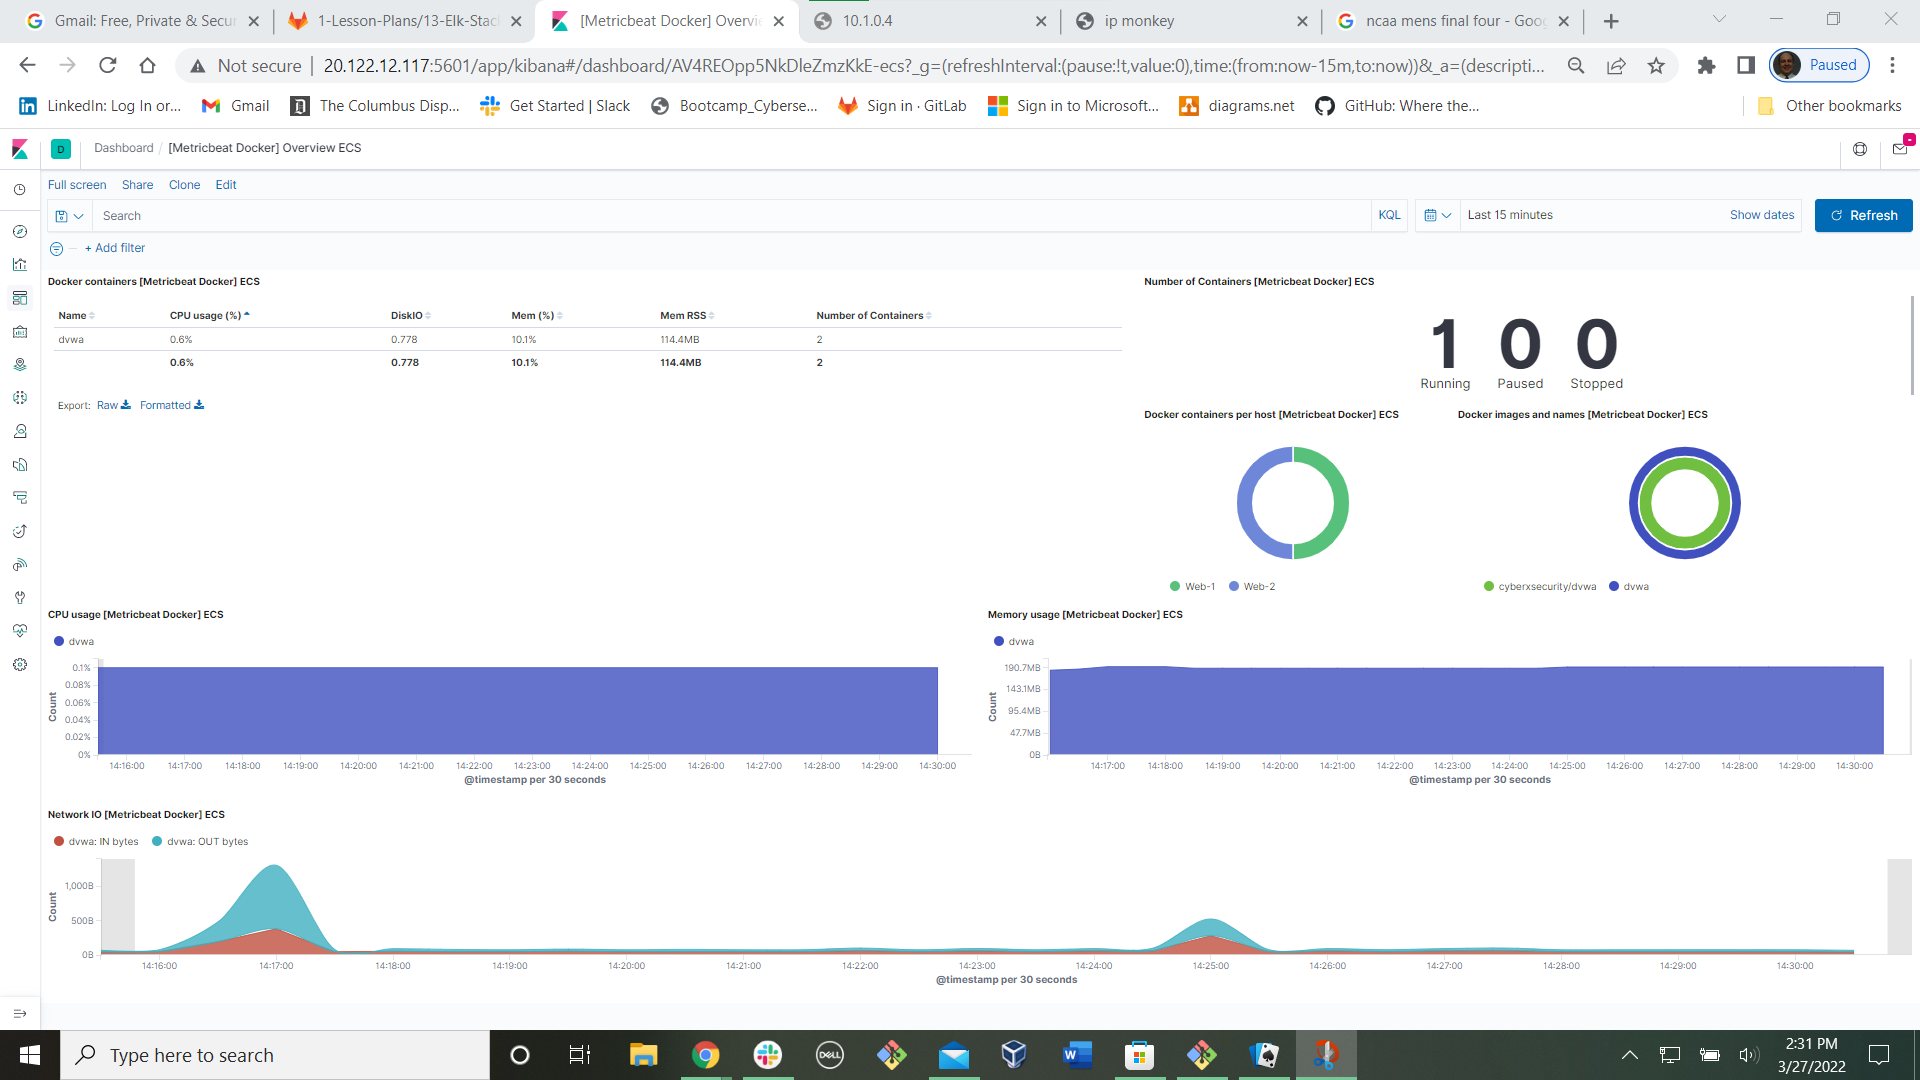 Gmail: Free, Private & Secur
1-Lesson-Plans/13-Elk-Stac
[Metricbeat Docker] Overvie
10.1.0.4
ip monkey
ncaa mens final four - Goo
Not secure
20.122.12.117:5601/app/kibana#/dashboard/AV4REOpp5NkDleZmzKkE-ecs?_g=(refreshInterval:(pause:!t,value:0),time:(from:now-15m,to:now))&_a=(descripti...
Paused
LinkedIn: Log In or...
Gmail
The Columbus Disp...
Get Started | Slack
Bootcamp_Cyberse...
Sign in · GitLab
Sign in to Microsoft...
diagrams.net
GitHub: Where the...
Other bookmarks
D
Dashboard / [Metricbeat Docker] Overview ECS
Full screen Share Clone Edit
Search
KQL
Last 15 minutes
Show dates
Refresh
+ Add filter
Docker containers [Metricbeat Docker] ECS
Name CPU usage (%) DiskIO Mem (%) Mem RSS Number of Containers
dvwa 0.6% 0.778 10.1% 114.4MB 2
0.6% 0.778 10.1% 114.4MB 2
Export: Raw Formatted
Number of Containers [Metricbeat Docker] ECS
1 0 0
Running Paused Stopped
Docker containers per host [Metricbeat Docker] ECS
Web-1 Web-2
Docker images and names [Metricbeat Docker] ECS
cyberxsecurity/dvwa dvwa
CPU usage [Metricbeat Docker] ECS
dvwa
0.1%
0.08%
0.06%
0.04%
0.02%
0%
Count
14:16:00 14:17:00 14:18:00 14:19:00 14:20:00 14:21:00 14:22:00 14:23:00 14:24:00 14:25:00 14:26:00 14:27:00 14:28:00 14:29:00 14:30:00
@timestamp per 30 seconds
Memory usage [Metricbeat Docker] ECS
dvwa
190.7MB
143.1MB
95.4MB
47.7MB
0B
Count
14:17:00 14:18:00 14:19:00 14:20:00 14:21:00 14:22:00 14:23:00 14:24:00 14:25:00 14:26:00 14:27:00 14:28:00 14:29:00 14:30:00
@timestamp per 30 seconds
Network IO [Metricbeat Docker] ECS
dvwa: IN bytes dvwa: OUT bytes
1,000B
500B
0B
Count
14:16:00 14:17:00 14:18:00 14:19:00 14:20:00 14:21:00 14:22:00 14:23:00 14:24:00 14:25:00 14:26:00 14:27:00 14:28:00 14:29:00 14:30:00
@timestamp per 30 seconds
Type here to search
DELL
2:31 PM
3/27/2022